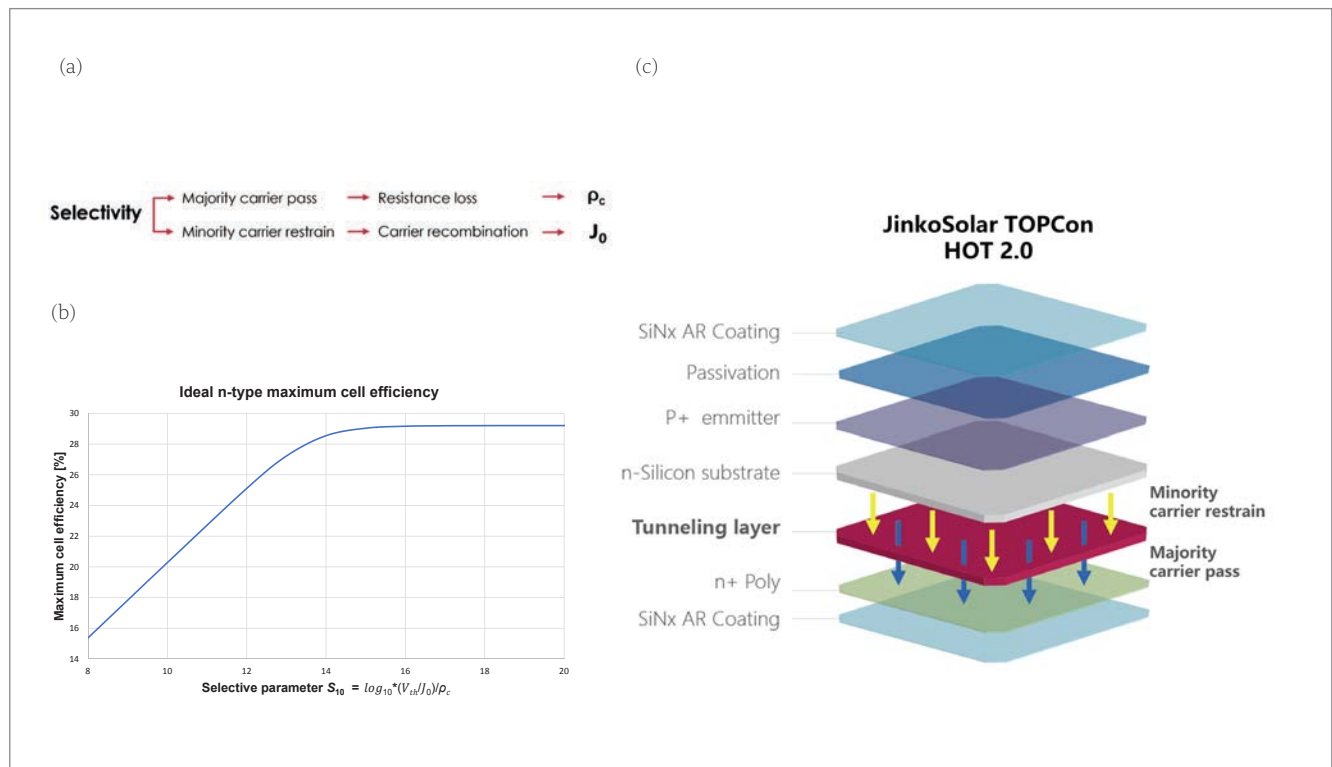 (a)
Selectivity
Majority carrier pass
Resistance loss
ρc
Minority carrier restrain
Carrier recombination
J0
(b)
Ideal n-type maximum cell efficiency
Maximum cell efficiency [%]
30
28
26
24
22
20
18
16
14
8
10
12
14
16
18
20
Selective parameter S10 = log10*(Vth/J0)/ρc
(c)
JinkoSolar TOPCon
HOT 2.0
SiNx AR Coating
Passivation
P+ emmitter
n-Silicon substrate
Tunneling layer
n+ Poly
SiNx AR Coating
Minority
carrier restrain
Majority
carrier pass